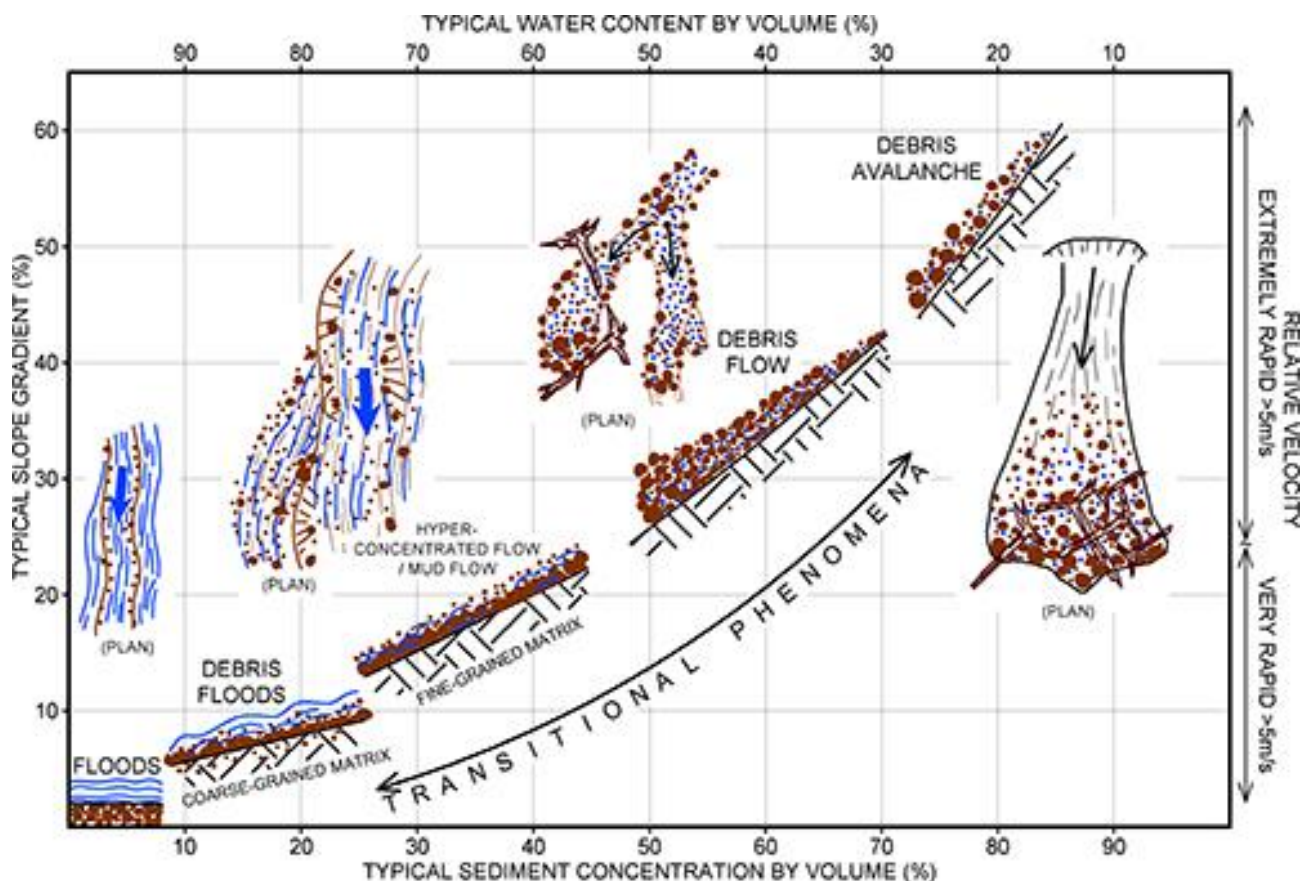 TYPICAL WATER CONTENT BY VOLUME (%)
90 80 70 60 50 40 30 20 10
TYPICAL SLOPE GRADIENT (%)
60
50
40
30
20
10
DEBRIS
AVALANCHE
DEBRIS
FLOW
(PLAN)
HYPER-
CONCENTRATED FLOW
/ MUD FLOW
(PLAN)
(PLAN)
(PLAN)
DEBRIS
FLOODS
FLOODS
FINE-GRAINED MATRIX
COARSE-GRAINED MATRIX
TRANSITIONAL PHENOMENA
EXTREMELY RAPID >5m/s
VERY RAPID >5m/s
RELATIVE VELOCITY
10 20 30 40 50 60 70 80 90
TYPICAL SEDIMENT CONCENTRATION BY VOLUME (%)